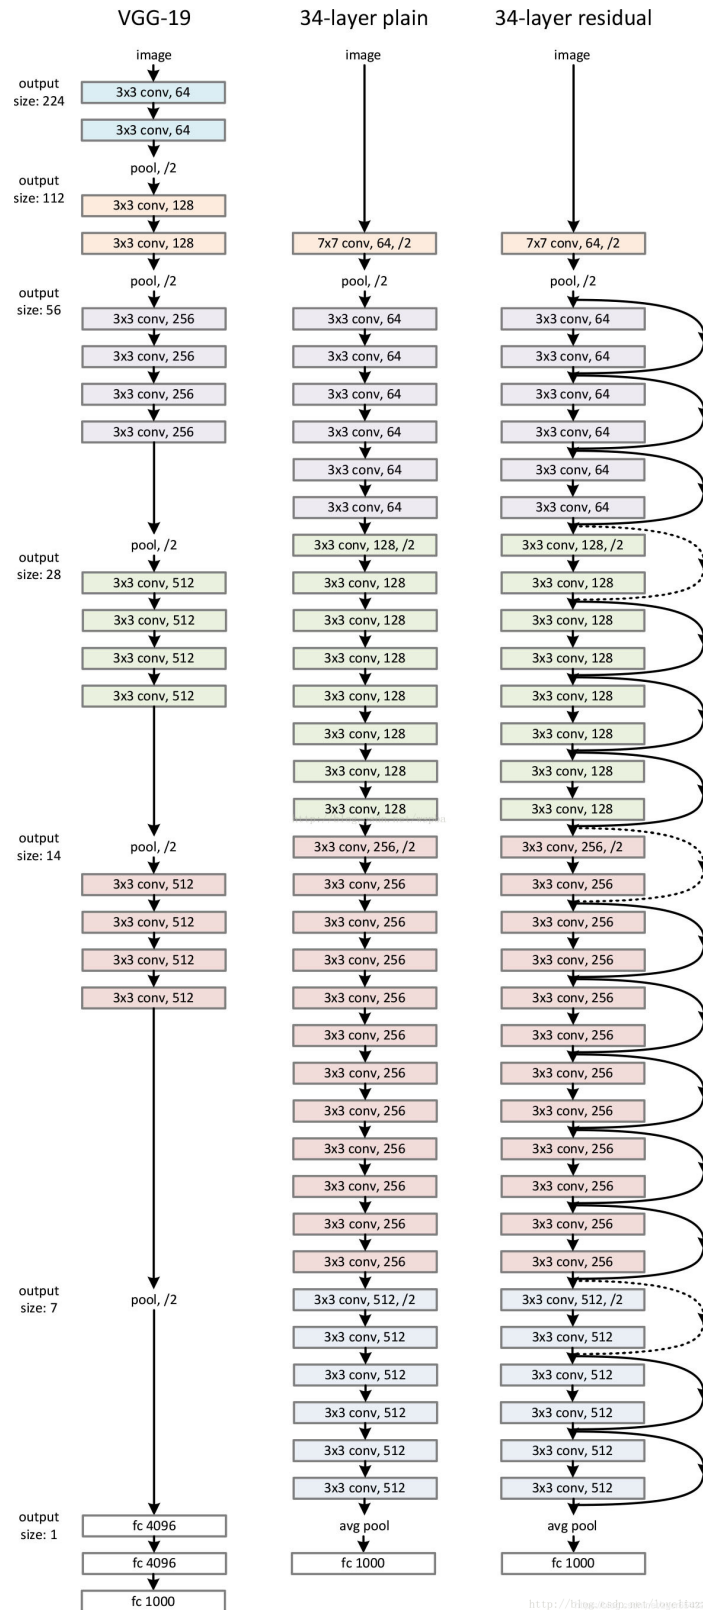 VGG-19
34-layer plain
34-layer residual
output
size: 224
output
size: 112
output
size: 56
output
size: 28
output
size: 14
output
size: 7
output
size: 1
image
3x3 conv, 64
3x3 conv, 64
pool, /2
3x3 conv, 128
3x3 conv, 128
pool, /2
3x3 conv, 256
3x3 conv, 256
3x3 conv, 256
3x3 conv, 256
pool, /2
3x3 conv, 512
3x3 conv, 512
3x3 conv, 512
3x3 conv, 512
pool, /2
3x3 conv, 512
3x3 conv, 512
3x3 conv, 512
3x3 conv, 512
pool, /2
fc 4096
fc 4096
fc 1000
image
7x7 conv, 64, /2
pool, /2
3x3 conv, 64
3x3 conv, 64
3x3 conv, 64
3x3 conv, 64
3x3 conv, 64
3x3 conv, 64
3x3 conv, 128, /2
3x3 conv, 128
3x3 conv, 128
3x3 conv, 128
3x3 conv, 128
3x3 conv, 128
3x3 conv, 128
3x3 conv, 128
3x3 conv, 256, /2
3x3 conv, 256
3x3 conv, 256
3x3 conv, 256
3x3 conv, 256
3x3 conv, 256
3x3 conv, 256
3x3 conv, 256
3x3 conv, 256
3x3 conv, 256
3x3 conv, 256
3x3 conv, 256
3x3 conv, 512, /2
3x3 conv, 512
3x3 conv, 512
3x3 conv, 512
3x3 conv, 512
3x3 conv, 512
avg pool
fc 1000
image
7x7 conv, 64, /2
pool, /2
3x3 conv, 64
3x3 conv, 64
3x3 conv, 64
3x3 conv, 64
3x3 conv, 64
3x3 conv, 64
3x3 conv, 128, /2
3x3 conv, 128
3x3 conv, 128
3x3 conv, 128
3x3 conv, 128
3x3 conv, 128
3x3 conv, 128
3x3 conv, 128
3x3 conv, 256, /2
3x3 conv, 256
3x3 conv, 256
3x3 conv, 256
3x3 conv, 256
3x3 conv, 256
3x3 conv, 256
3x3 conv, 256
3x3 conv, 256
3x3 conv, 256
3x3 conv, 256
3x3 conv, 256
3x3 conv, 512, /2
3x3 conv, 512
3x3 conv, 512
3x3 conv, 512
3x3 conv, 512
3x3 conv, 512
avg pool
fc 1000